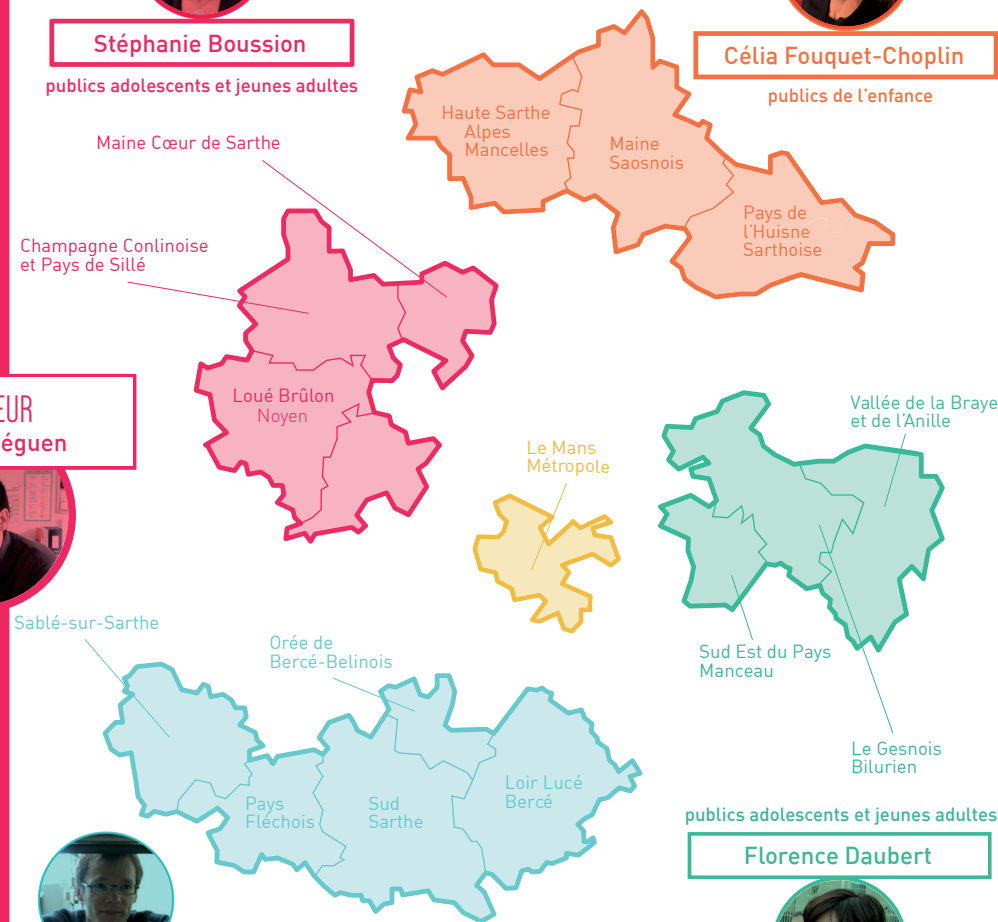 Stéphanie Boussion
publics adolescents et jeunes adultes
Célia Fouquet-Choplin
publics de l'enfance
Haute Sarthe
Alpes
Mancelles
Maine
Saosnois
Pays de
l'Huisne
Sarthoise
Maine Cœur de Sarthe
Champagne Conlinoise
et Pays de Sillé
Loué Brûlon
Noyen
EUR
éguen
Le Mans
Métropole
Vallée de la Braye
et de l'Anille
Sud Est du Pays
Manceau
Le Gesnois
Bilurien
Sablé-sur-Sarthe
Orée de
Bercé-Belinois
Pays
Fléchois
Sud
Sarthe
Loir Lucé
Bercé
publics adolescents et jeunes adultes
Florence Daubert